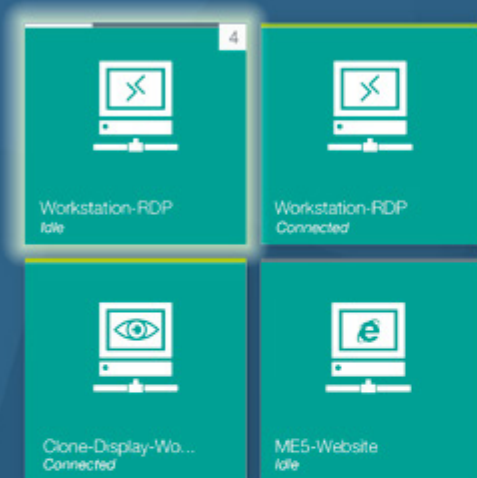 4
Workstation-RDP
Idle
Workstation-RDP
Connected
Clone-Display-Wo...
Connected
ME5-Website
Idle